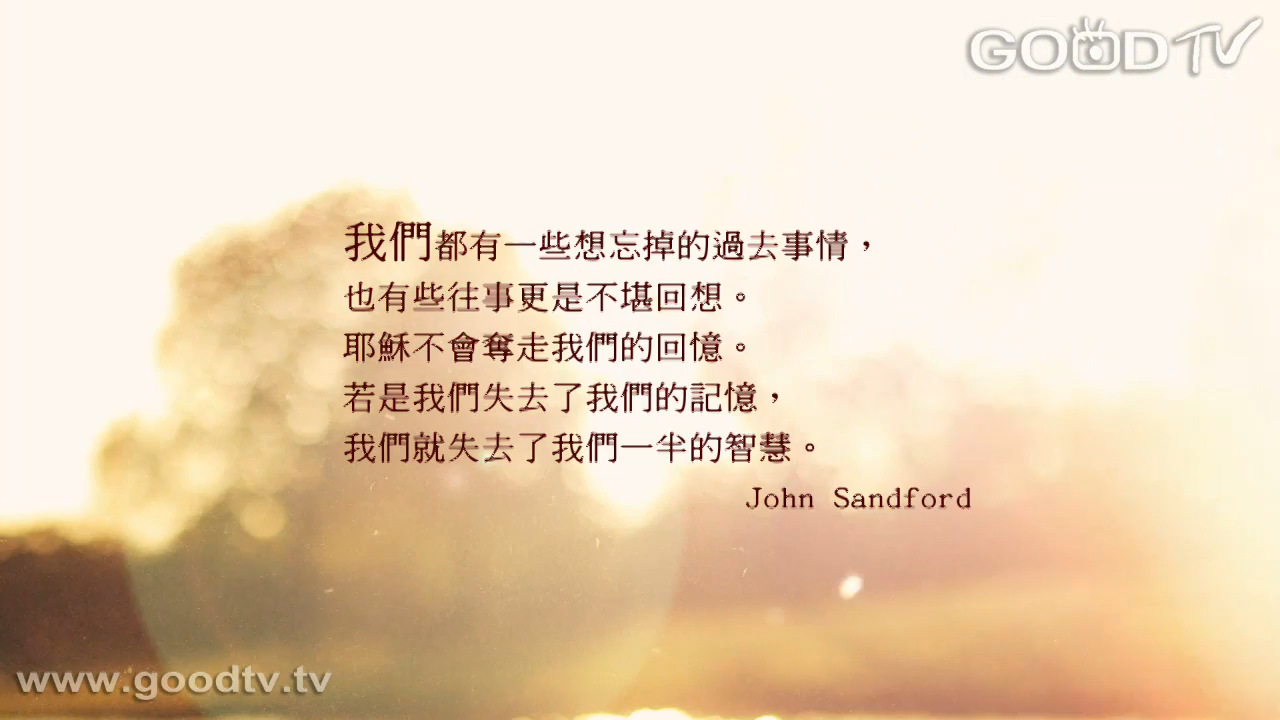 GOOD TV
我們都有一些想忘掉的過去事情，
也有些往事更是不堪回想。
耶穌不會奪走我們的回憶。
若是我們失去了我們的記憶，
我們就失去了我們一半的智慧。
John Sandford
www.goodtv.tv